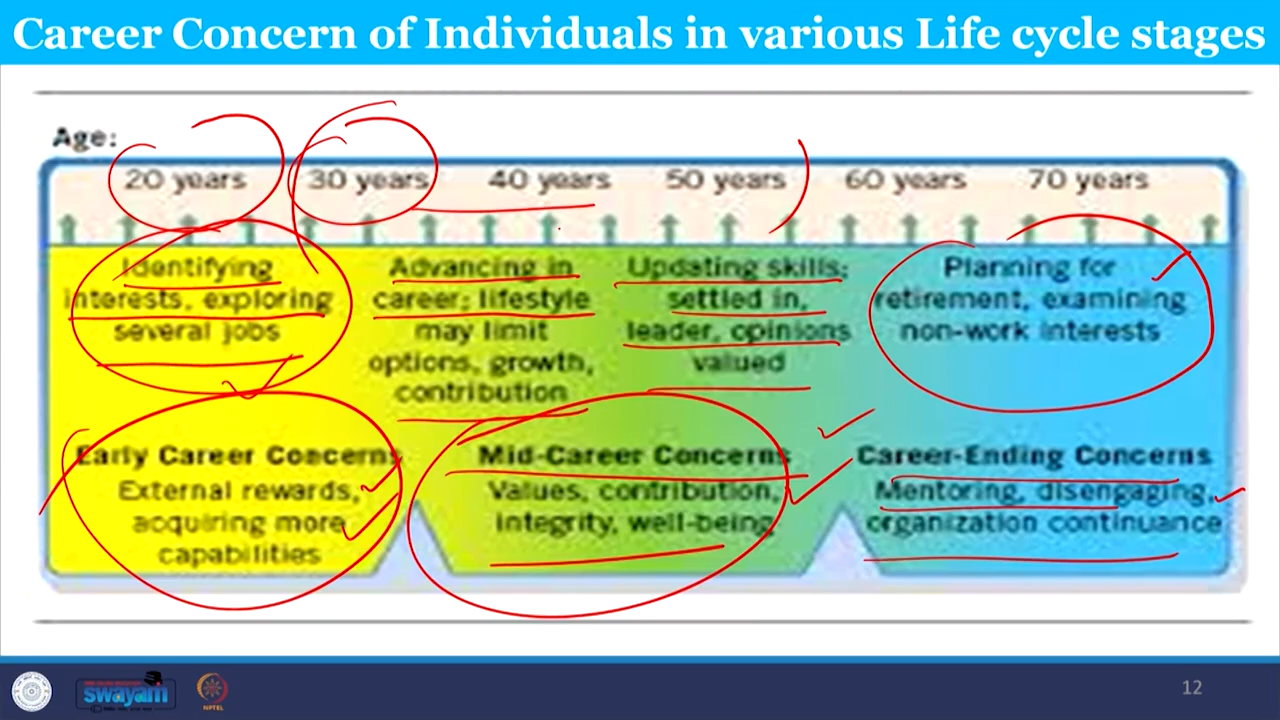 Career Concern of Individuals in various Life cycle stages
Age:
20 years 30 years 40 years 50 years 60 years 70 years
Identifying
interests, exploring
several jobs
Advancing in
career; lifestyle
may limit
options, growth,
contribution
Updating skills;
settled in,
leader, opinions
valued
Planning for
retirement, examining
non-work interests
Early Career Concerns
External rewards,
acquiring more
capabilities
Mid-Career Concerns
Values, contribution,
integrity, well-being
Career-Ending Concerns
Mentoring, disengaging,
organization continuance
swayam
NPTEL
12